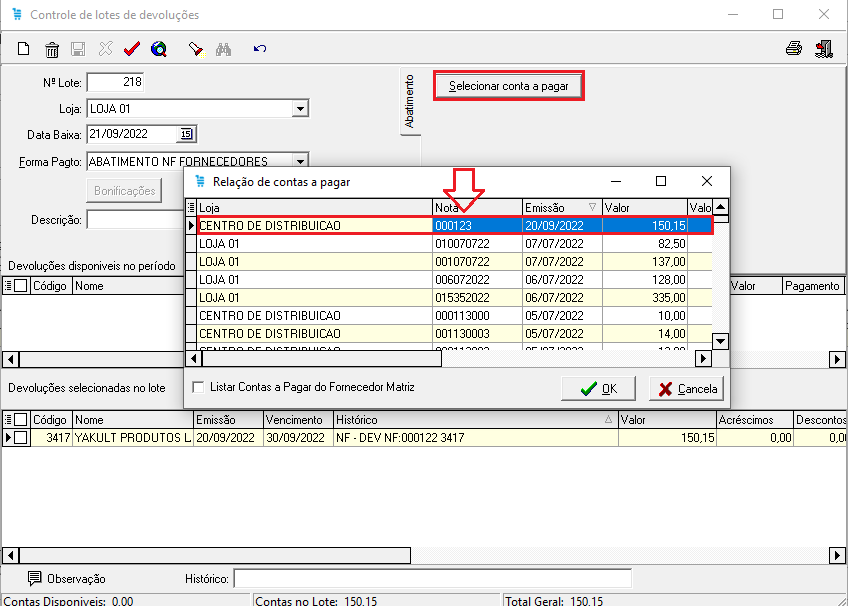 Controle de lotes de devoluções
Nº Lote: 218
Loja: LOJA 01
Data Baixa: 21/09/2022 15
Forma Pagto: ABATIMENTO NF FORNECEDORES
Bonificações
Descrição:
Abatimento
Selecionar conta a pagar
Relação de contas a pagar
Loja Nota Emissão Valor Valo
CENTRO DE DISTRIBUICAO 000123 20/09/2022 150,15
LOJA 01 010070722 07/07/2022 82,50
LOJA 01 001070722 07/07/2022 137,00
LOJA 01 006072022 06/07/2022 128,00
LOJA 01 015352022 06/07/2022 335,00
CENTRO DE DISTRIBUICAO 000113000 05/07/2022 10,00
CENTRO DE DISTRIBUICAO 001130003 05/07/2022 14,00
Listar Contas a Pagar do Fornecedor Matriz
OK
Cancela
Devoluções disponiveis no período
Código Nome Valor Pagamento
Devoluções selecionadas no lote
Código Nome Emissão Vencimento Histórico Valor Acréscimos Descontos
3417 YAKULT PRODUTOS L 20/09/2022 30/09/2022 NF - DEV NF:000122 3417 150,15 0,00 0,0
Observação Histórico:
Contas Disponiveis: 0,00 Contas no Lote: 150,15 Total Geral: 150,15